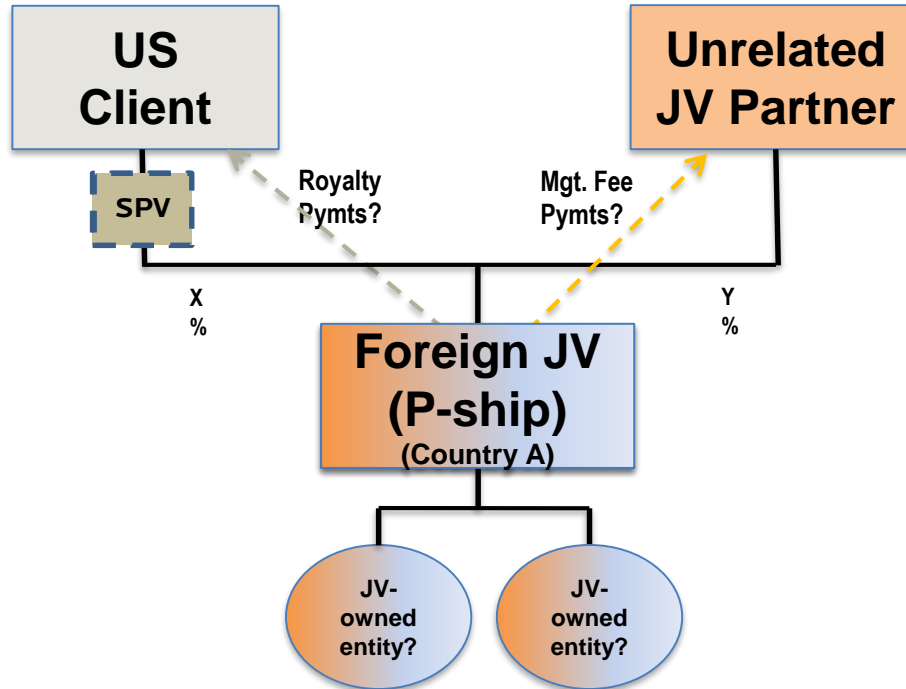 US
Client
Unrelated
JV Partner
SPV
Royalty
Pymts?
Mgt. Fee
Pymts?
X
%
Y
%
Foreign JV
(P-ship)
(Country A)
JV-
owned
entity?
JV-
owned
entity?